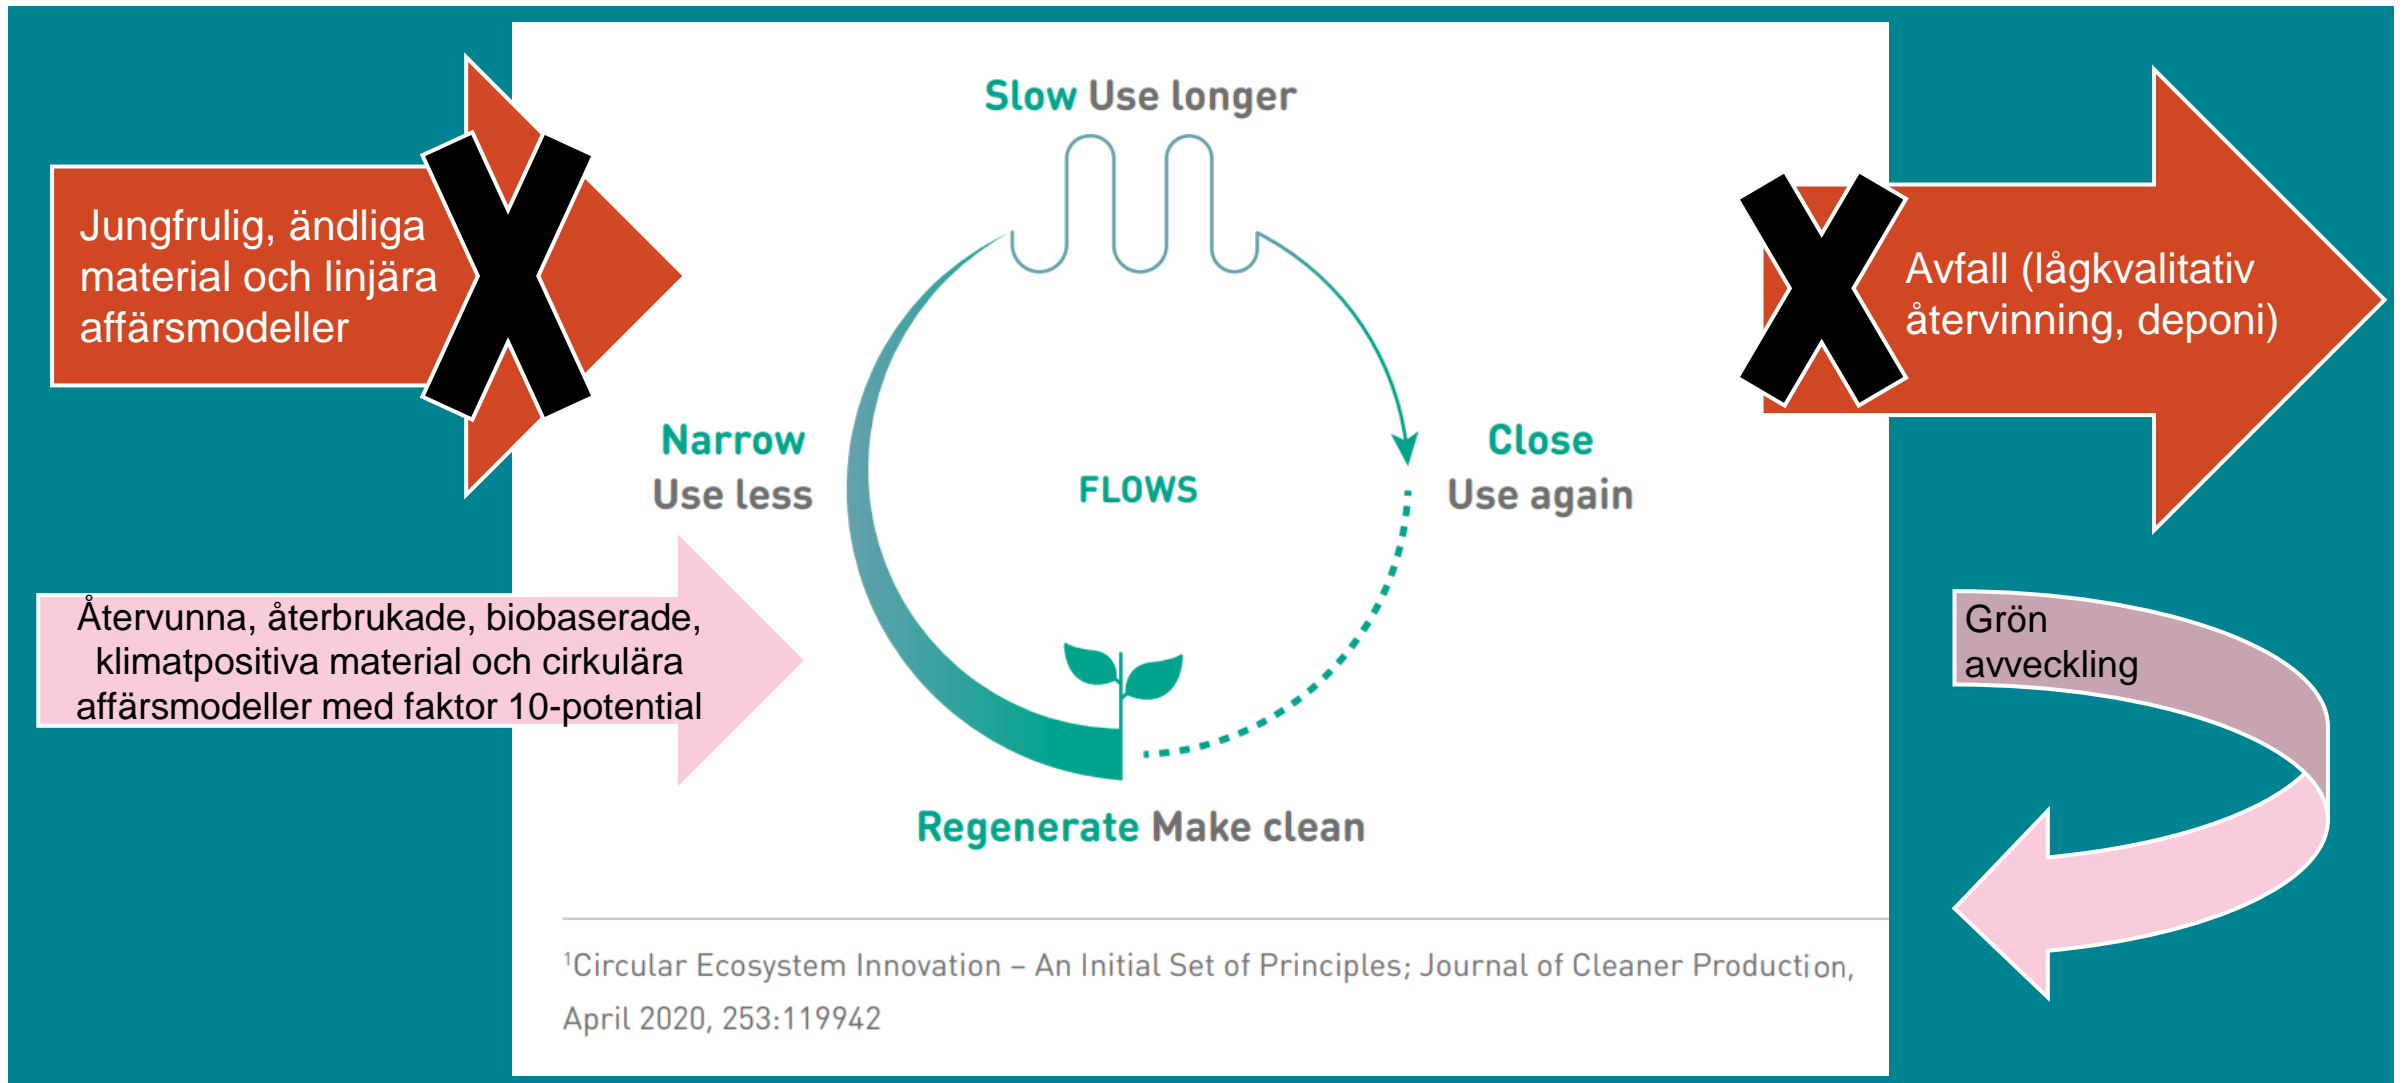 Slow Use longer
Jungfrulig, ändliga
material och linjära
affärsmodeller
Avfall (lågkvalitativ
återvinning, deponi)
Narrow
Use less
FLOWS
Close
Use again
Återvunna, återbrukade, biobaserade,
klimatpositiva material och cirkulära
affärsmodeller med faktor 10-potential
Grön
avveckling
Regenerate Make clean
¹Circular Ecosystem Innovation – An Initial Set of Principles; Journal of Cleaner Production,
April 2020, 253:119942